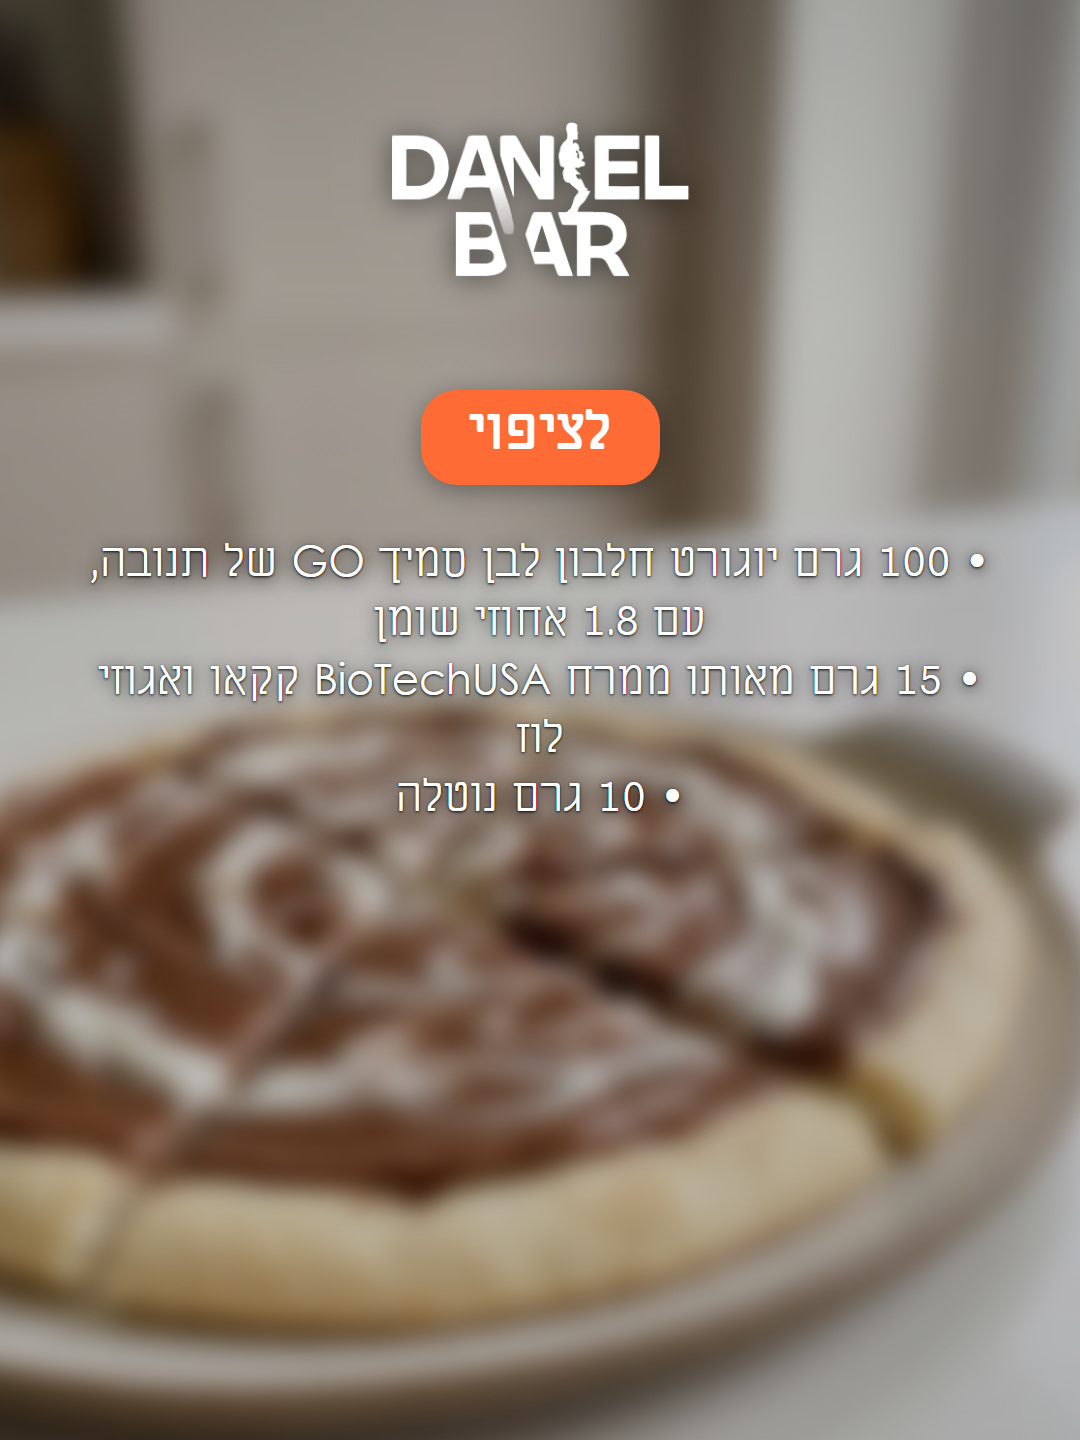 DANIEL
BAR
לציפוי
• 100 גרם יוגורט חלבון לבן סמיך GO של תנובה,
עם 1.8 אחוזי שומן
• 15 גרם מאותו ממרח BioTechUSA קקאו ואגוזי
לוז
• 10 גרם נוטלה